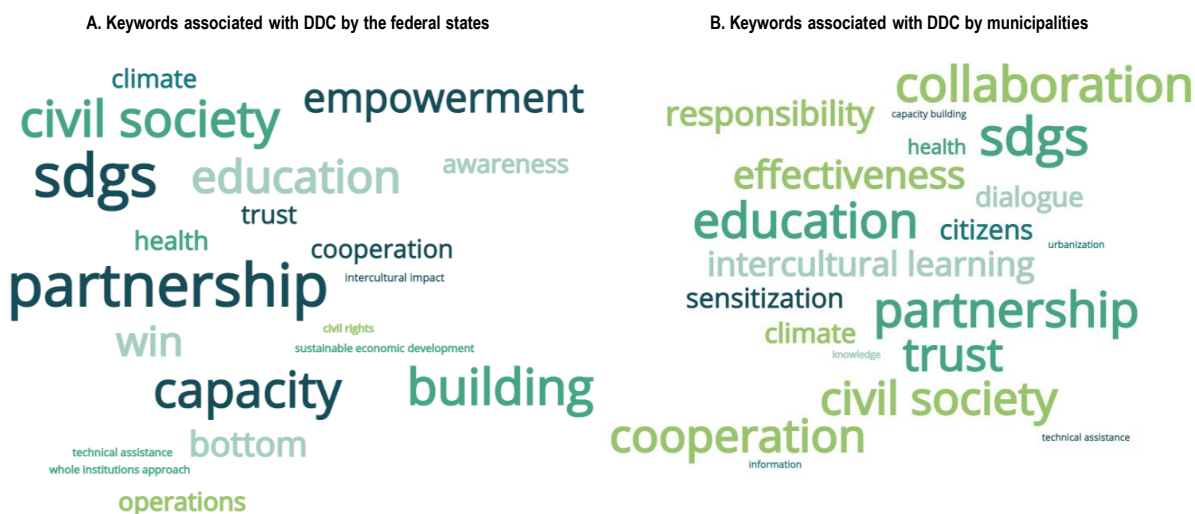 A. Keywords associated with DDC by the federal states
climate
empowerment
civil society
sdgs
education
awareness
trust
health
cooperation
partnership
intercultural impact
civil rights
win
sustainable economic development
capacity
building
bottom
technical assistance
whole institutions approach
operations
B. Keywords associated with DDC by municipalities
collaboration
responsibility
capacity building
sdgs
health
effectiveness
dialogue
education
citizens
urbanization
intercultural learning
sensitization
partnership
climate
trust
knowledge
civil society
cooperation
technical assistance
information